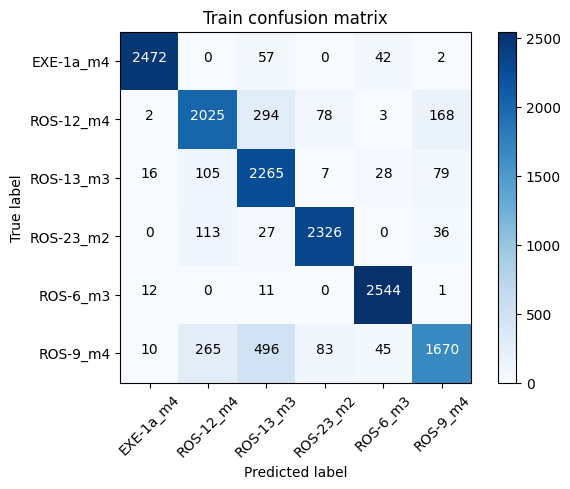 Train confusion matrix
EXE-1a_m4 2472 0 57 0 42 2
ROS-12_m4 2 2025 294 78 3 168
ROS-13_m3 16 105 2265 7 28 79
ROS-23_m2 0 113 27 2326 0 36
ROS-6_m3 12 0 11 0 2544 1
ROS-9_m4 10 265 496 83 45 1670
EXE-1a_m4 ROS-12_m4 ROS-13_m3 ROS-23_m2 ROS-6_m3 ROS-9_m4
Predicted label
True label
2500
2000
1500
1000
500
0